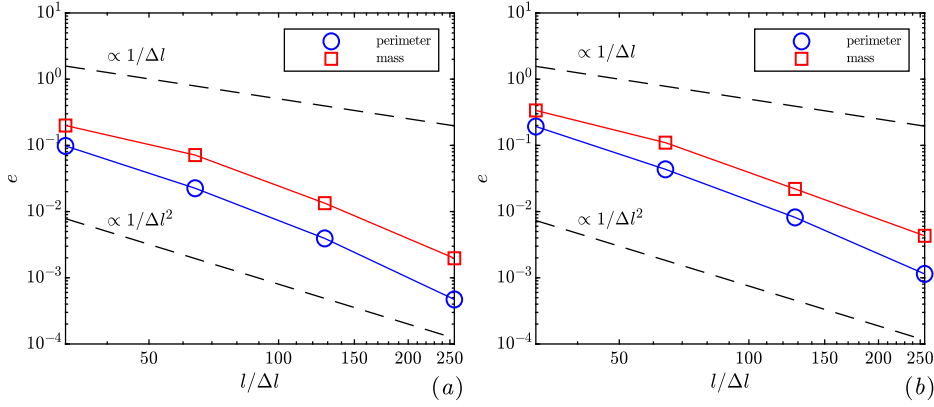 10^1
10^0
10^{-1}
10^{-2}
10^{-3}
10^{-4}
e
∝ 1/Δl
∝ 1/Δl^2
perimeter
mass
50 100 150 200 250
l/Δl
(a)
10^1
10^0
10^{-1}
10^{-2}
10^{-3}
10^{-4}
e
∝ 1/Δl
∝ 1/Δl^2
perimeter
mass
50 100 150 200 250
l/Δl
(b)